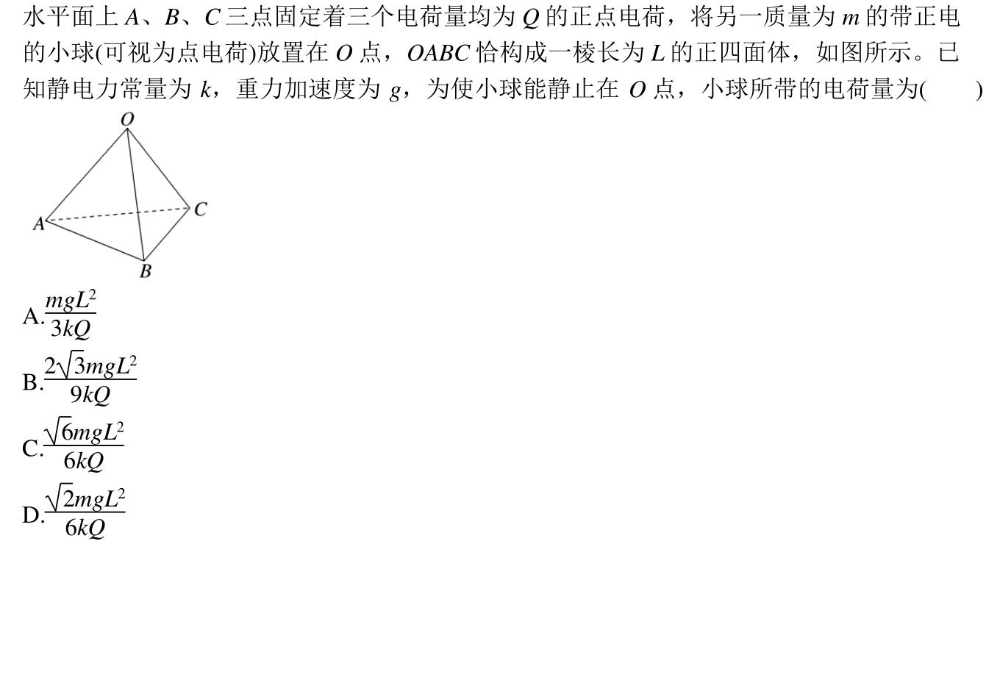 水平面上 A、B、C 三点固定着三个电荷量均为 Q 的正点电荷，将另一质量为 m 的带正电
的小球(可视为点电荷)放置在 O 点，OABC 恰构成一棱长为 L 的正四面体，如图所示。已
知静电力常量为 k，重力加速度为 g，为使小球能静止在 O 点，小球所带的电荷量为(　　)
O
C
A
B
A.\frac{mgL^2}{3kQ}
B.\frac{2\sqrt{3}mgL^2}{9kQ}
C.\frac{\sqrt{6}mgL^2}{6kQ}
D.\frac{\sqrt{2}mgL^2}{6kQ}